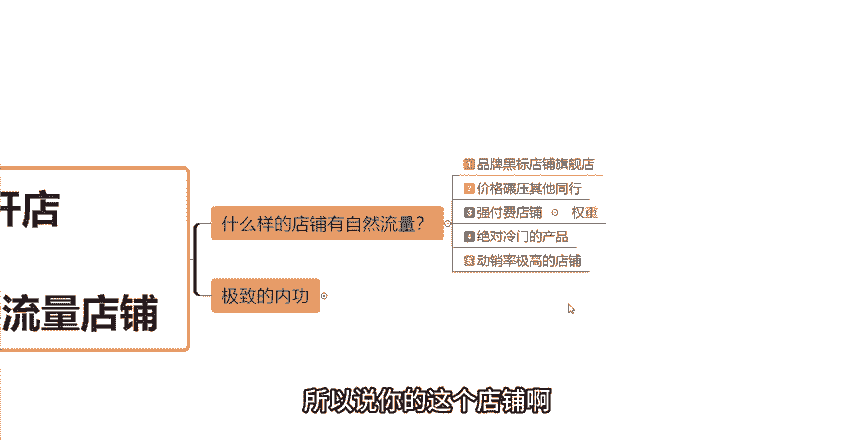 开店
流量店铺
什么样的店铺有自然流量？
极致的内功
1 品牌黑标店铺旗舰店
2 价格碾压其他同行
3 强付费店铺 权重
4 绝对冷门的产品
5 动销率极高的店铺
所以说你的这个店铺啊